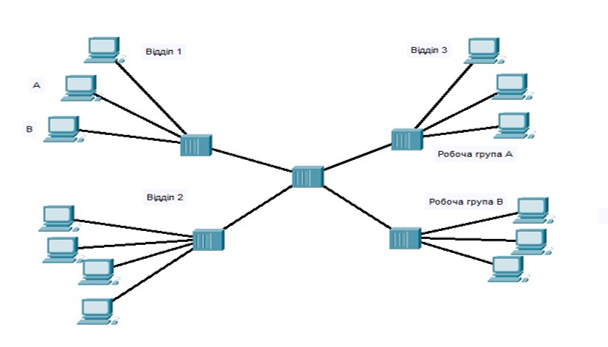 Відділ 1
Відділ 3
A
B
Робоча група А
Відділ 2
Робоча група В